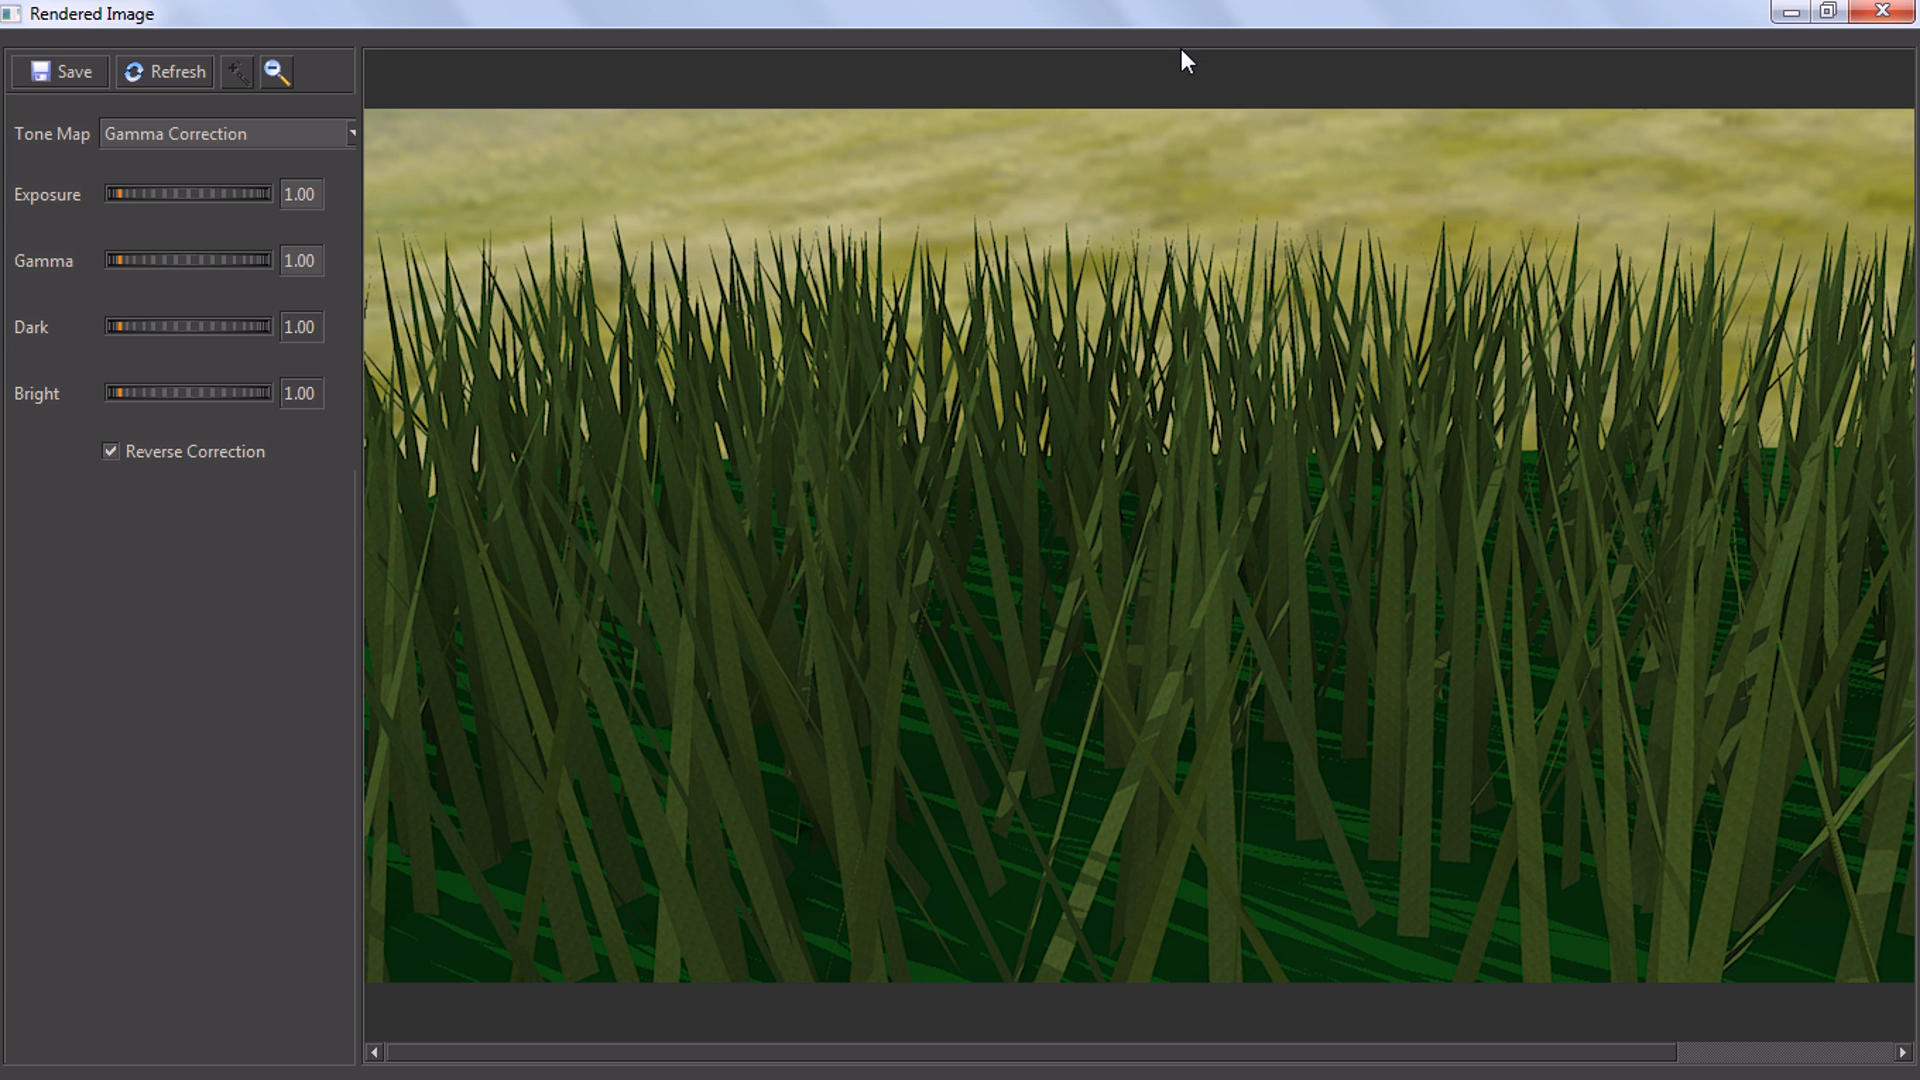 Rendered Image
Save Refresh
Tone Map Gamma Correction
Exposure 1.00
Gamma 1.00
Dark 1.00
Bright 1.00
Reverse Correction